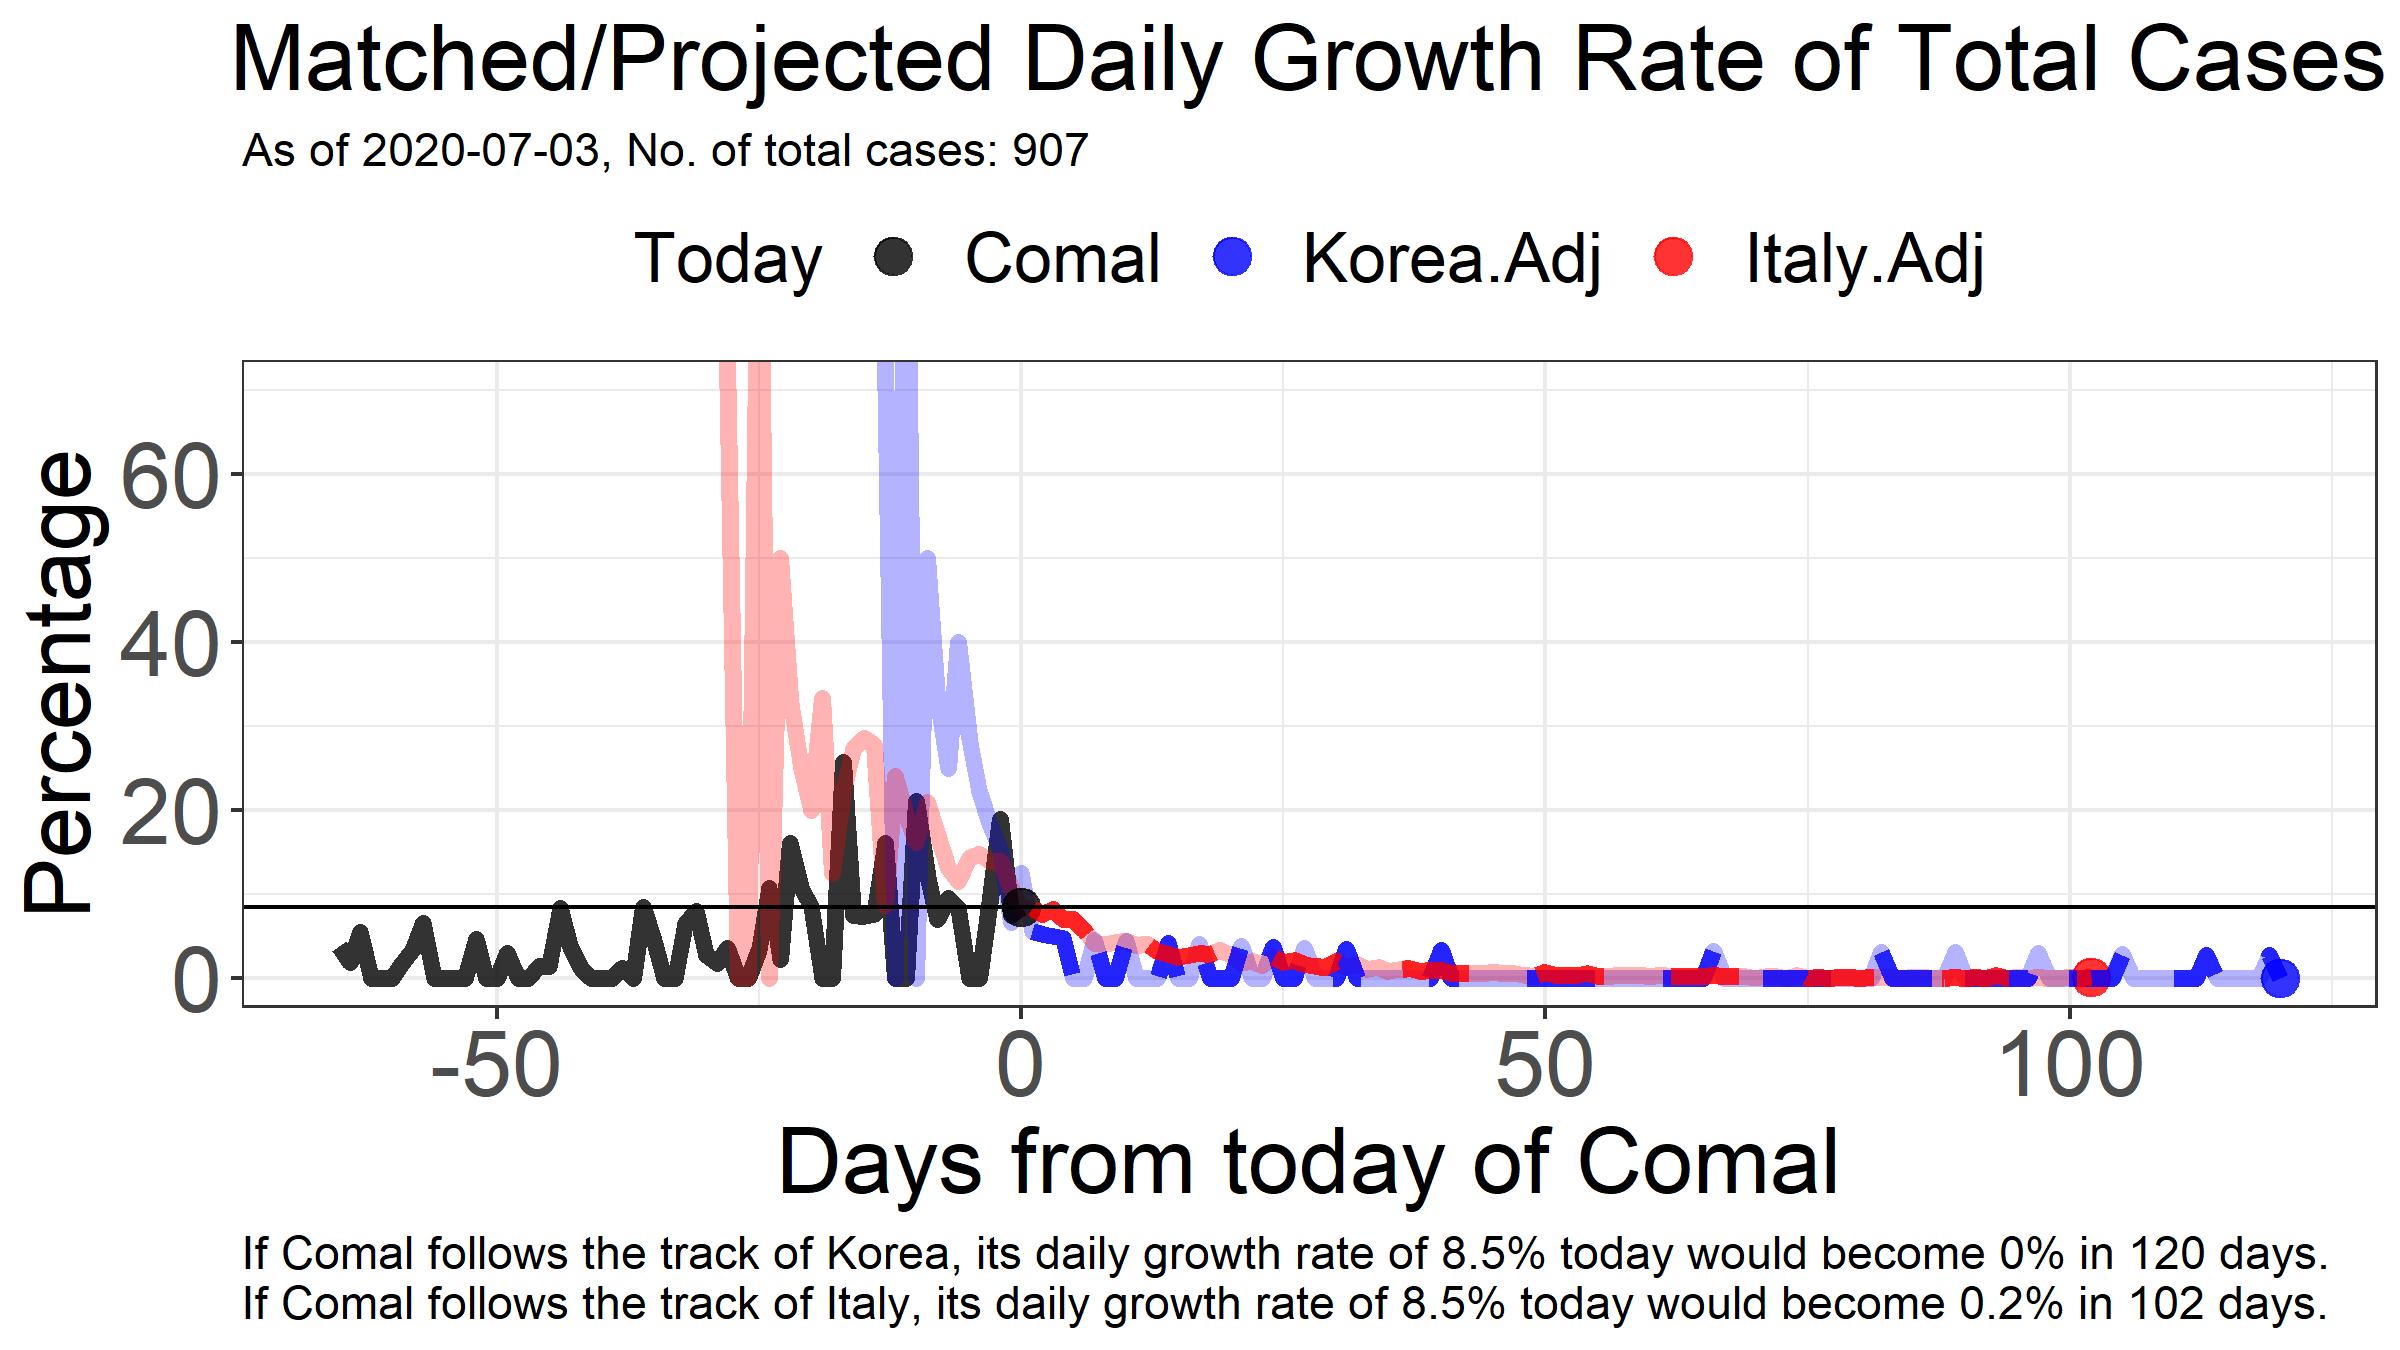 Matched/Projected Daily Growth Rate of Total Cases
As of 2020-07-03, No. of total cases: 907
Today Comal Korea.Adj Italy.Adj
Percentage
60
40
20
0
-50 0 50 100
Days from today of Comal
If Comal follows the track of Korea, its daily growth rate of 8.5% today would become 0% in 120 days.
If Comal follows the track of Italy, its daily growth rate of 8.5% today would become 0.2% in 102 days.